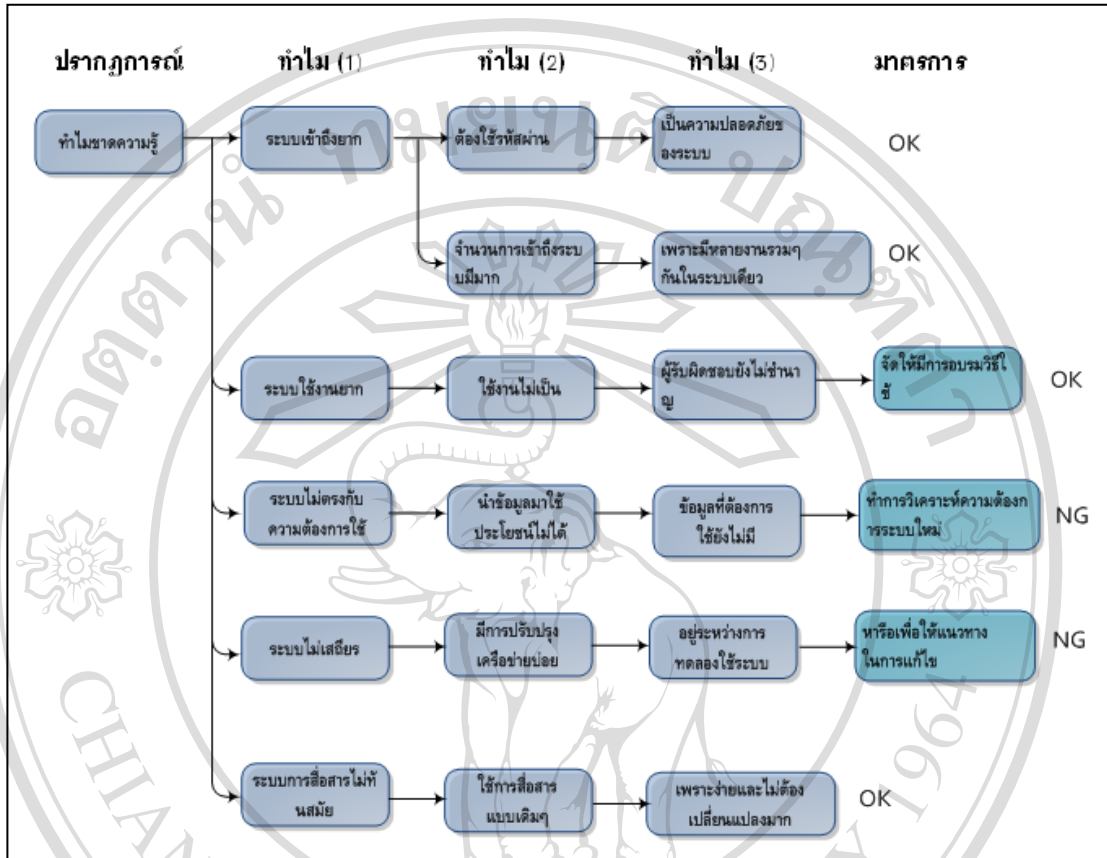 ปรากฏการณ์ ทำไม (1) ทำไม (2) ทำไม (3) มาตรการ
ทำไมขาดความรู้
ระบบเข้าถึงยาก
ต้องใช้รหัสผ่าน
เป็นความปลอดภัยข
องระบบ
OK
จำนวนการเข้าถึงระบ
บมีมาก
เพราะมีหลายงานรวมๆ
กันในระบบเดียว
OK
ระบบใช้งานยาก
ใช้งานไม่เป็น
ผู้รับผิดชอบยังไม่ชำนา
ญ
จัดให้มีการอบรมวิธีใ
ช้
OK
ระบบไม่ตรงกับ
ความต้องการใช้
นำข้อมูลมาใช้
ประโยชน์ไม่ได้
ข้อมูลที่ต้องการ
ใช้ยังไม่มี
ทำการวิเคราะห์ความต้องก
ารระบบใหม่
NG
ระบบไม่เสถียร
มีการปรับปรุง
เครือข่ายบ่อย
อยู่ระหว่างการ
ทดลองใช้ระบบ
หารือเพื่อให้แนวทาง
ในการแก้ไข
NG
ระบบการสื่อสารไม่ทั
นสมัย
ใช้การสื่อสาร
แบบเดิมๆ
เพราะง่ายและไม่ต้อง
เปลี่ยนแปลงมาก
OK
1964